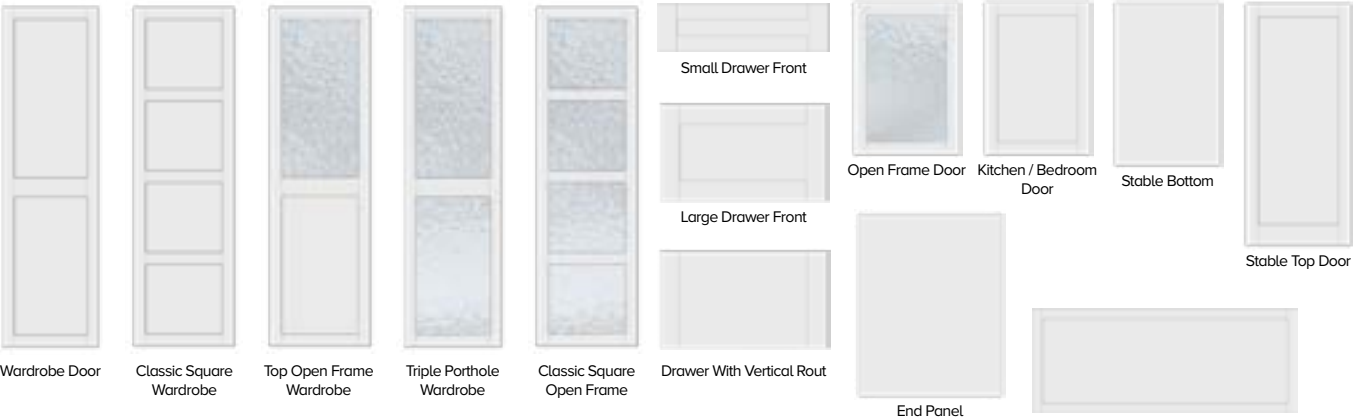 Wardrobe Door
Classic Square
Wardrobe
Top Open Frame
Wardrobe
Triple Porthole
Wardrobe
Classic Square
Open Frame
Small Drawer Front
Large Drawer Front
Drawer With Vertical Rout
Open Frame Door
Kitchen / Bedroom
Door
Stable Bottom
Stable Top Door
End Panel